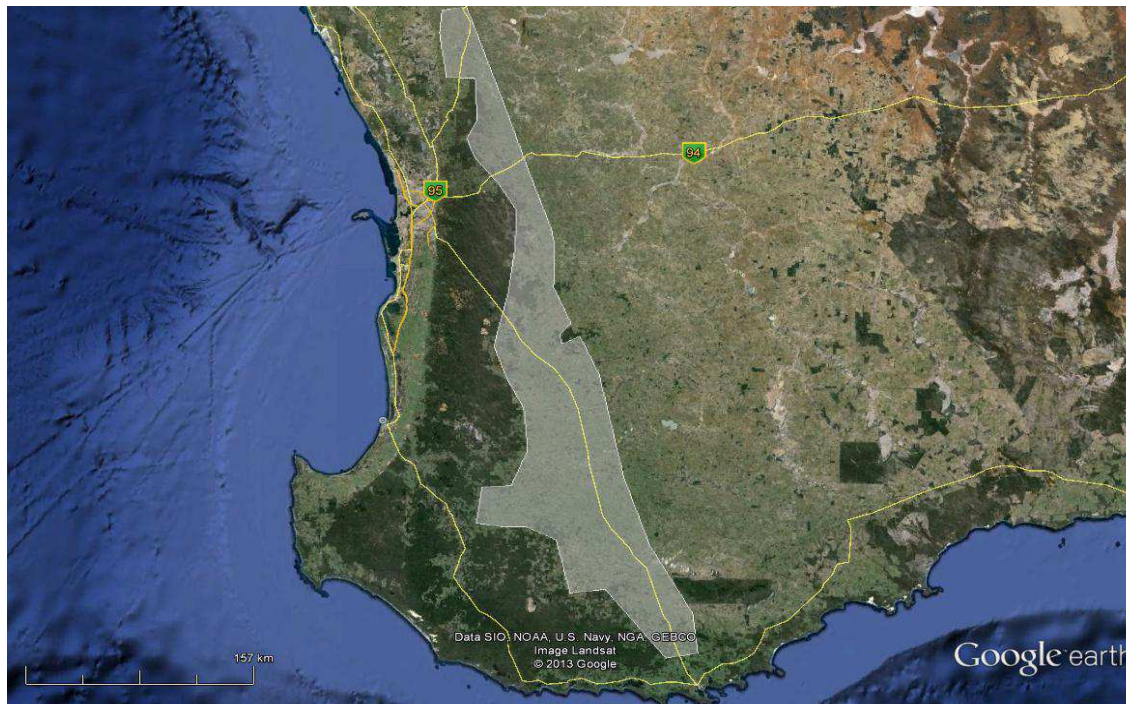 94
95
Data SIO, NOAA, U.S. Navy, NGA, GEBCO
Image Landsat
© 2013 Google
157 km
Google earth